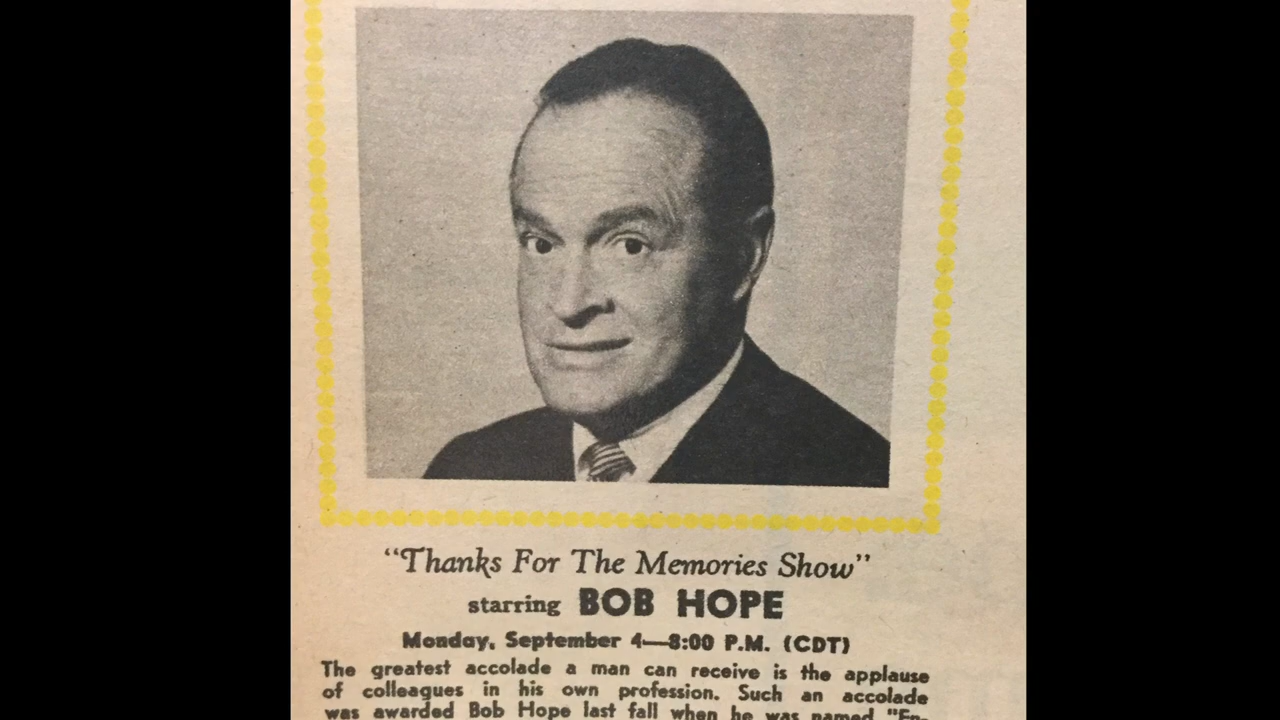 “Thanks For The Memories Show”
starring BOB HOPE
Monday, September 4—8:00 P.M. (CDT)
The greatest accolade a man can receive is the applause
of colleagues in his own profession. Such an accolade
was awarded Bob Hope last fall when he was named "En-